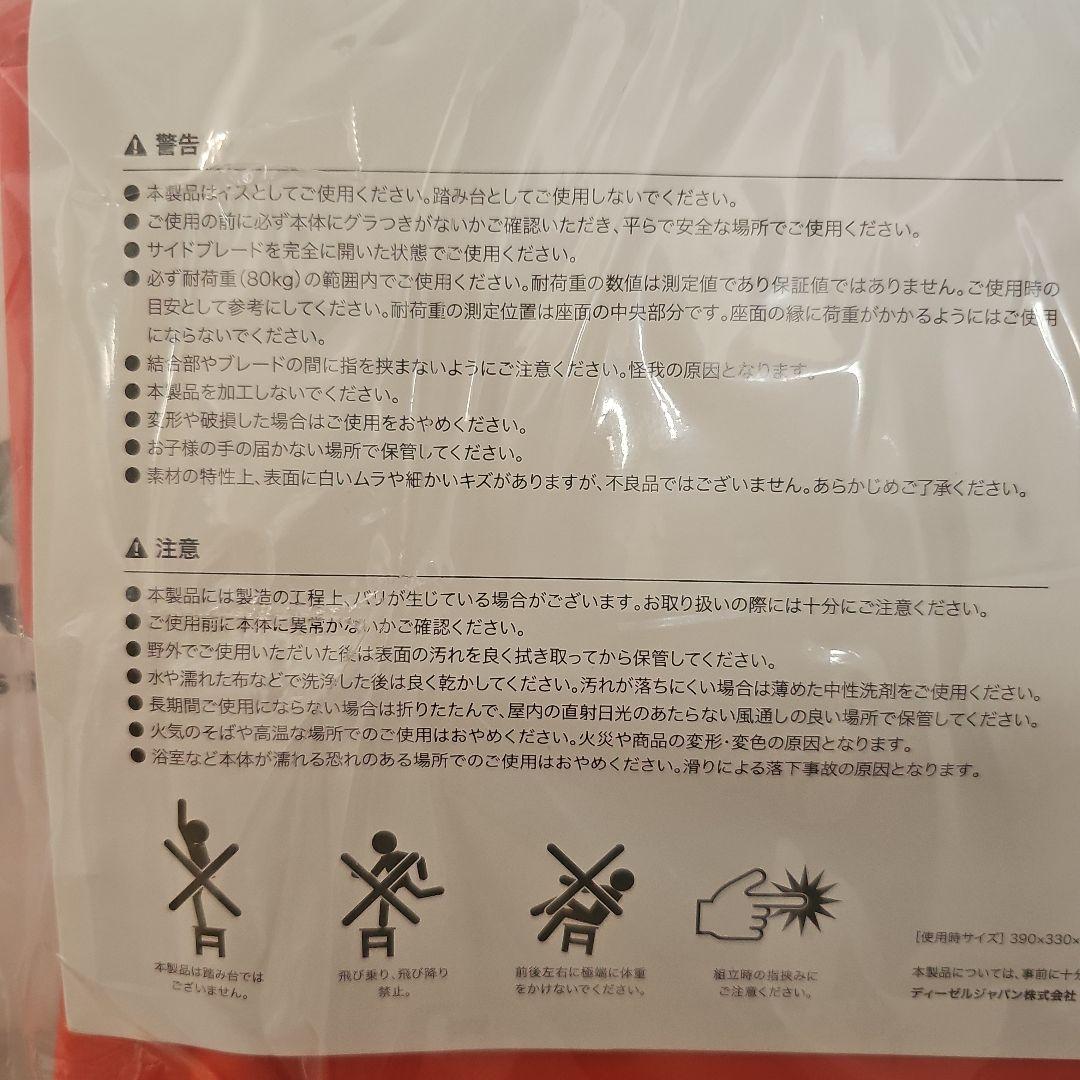 ⚠ 警告
● 本製品はイスとしてご使用ください。踏み台としてご使用しないでください。
● ご使用の前に必ず本体にグラつきがないかご確認いただき、平らで安全な場所でご使用ください。
● サイドブレードを完全に開いた状態でご使用ください。
● 必ず耐荷重（80kg）の範囲内でご使用ください。耐荷重の数値は測定値であり保証値ではありません。ご使用時の
目安として参考にしてください。耐荷重の測定位置は座面の中央部分です。座面の縁に荷重がかかるようにはご使用
にならないでください。
● 結合部やブレードの間に指を挟まないようにご注意ください。怪我の原因となります。
● 本製品を加工しないでください。
● 変形や破損した場合はご使用をおやめください。
● お子様の手の届かない場所で保管してください。
● 素材の特性上、表面に白いムラや細かいキズがありますが、不良品ではございません。あらかじめご了承ください。
⚠ 注意
● 本製品には製造の工程上、バリが生じている場合がございます。お取り扱いの際には十分にご注意ください。
● ご使用前に本体に異常がないかご確認ください。
● 野外でご使用いただいた後は表面の汚れを良く拭き取ってから保管してください。
● 水や濡れた布などで洗浄した後は良く乾かしてください。汚れが落ちにくい場合は薄めた中性洗剤をご使用ください。
● 長期間ご使用にならない場合は折りたたんで、屋内の直射日光のあたらない風通しの良い場所で保管してください。
● 火気のそばや高温な場所でのご使用はおやめください。火災や商品の変形・変色の原因となります。
● 浴室など本体が濡れる恐れのある場所でのご使用はおやめください。滑りによる落下事故の原因となります。
本製品は踏み台では
ございません。
飛び乗り、飛び降り
禁止。
前後左右に極端に体重
をかけないでください。
組立時の指挟みに
ご注意ください。
［使用時サイズ］390×330×
本製品については、事前に十分
ディーゼルジャパン株式会社